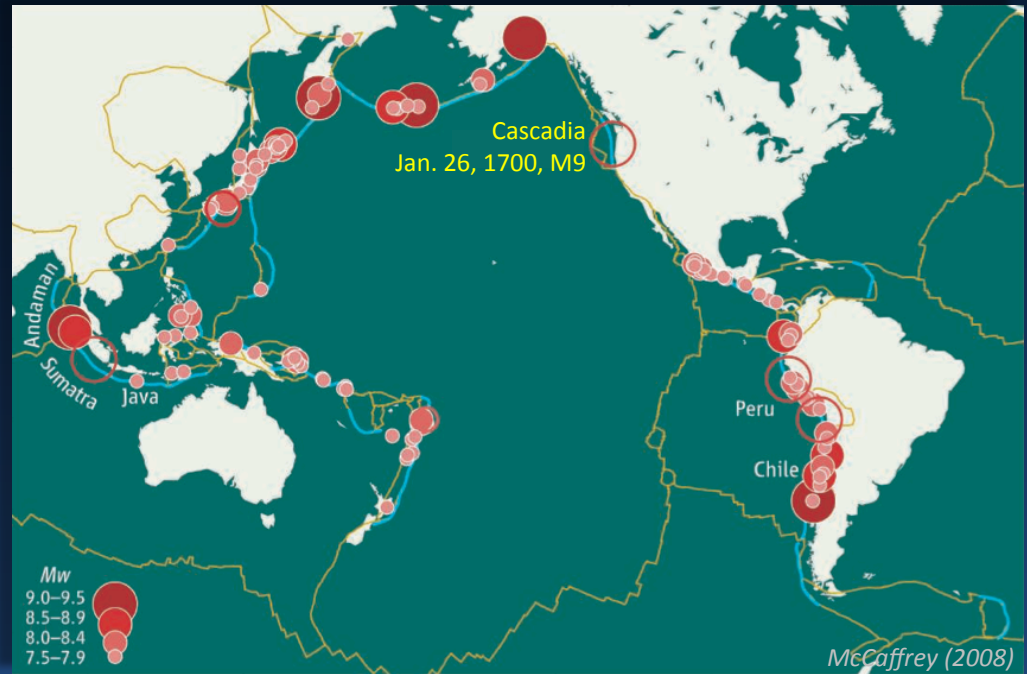 Cascadia
Jan. 26, 1700, M9
Andaman
Sumatra
Java
Peru
Chile
Mw
9.0–9.5
8.5–8.9
8.0–8.4
7.5–7.9
McCaffrey (2008)